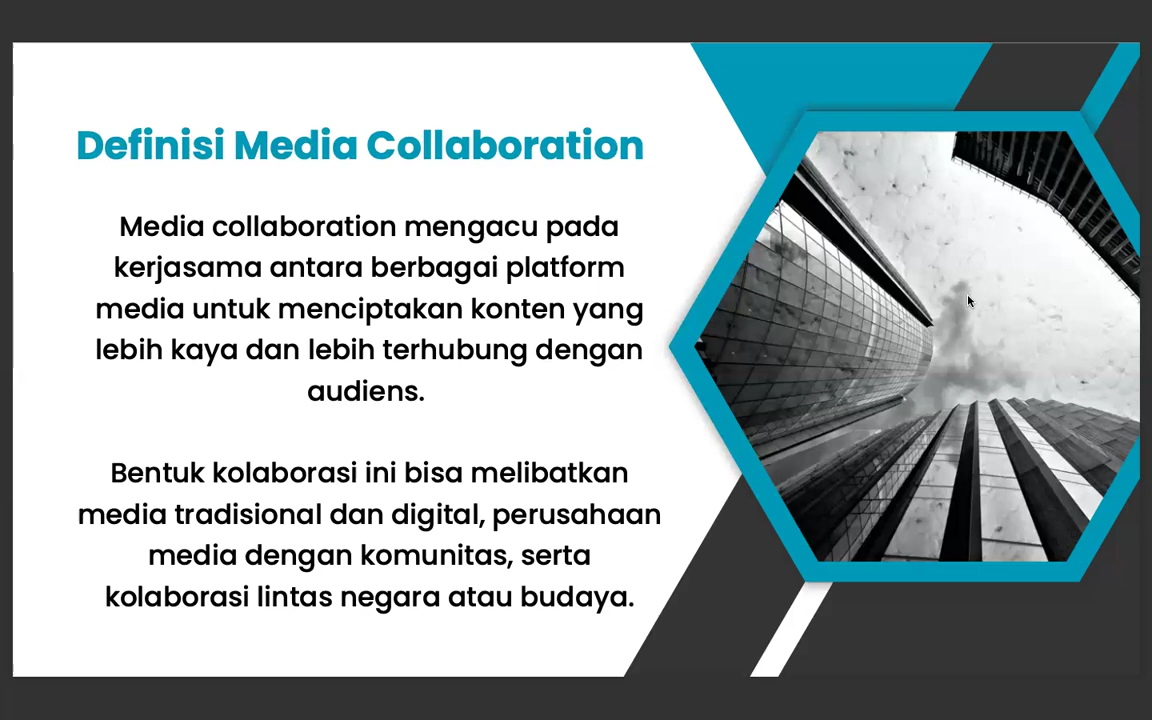 Definisi Media Collaboration
Media collaboration mengacu pada
kerjasama antara berbagai platform
media untuk menciptakan konten yang
lebih kaya dan lebih terhubung dengan
audiens.
Bentuk kolaborasi ini bisa melibatkan
media tradisional dan digital, perusahaan
media dengan komunitas, serta
kolaborasi lintas negara atau budaya.